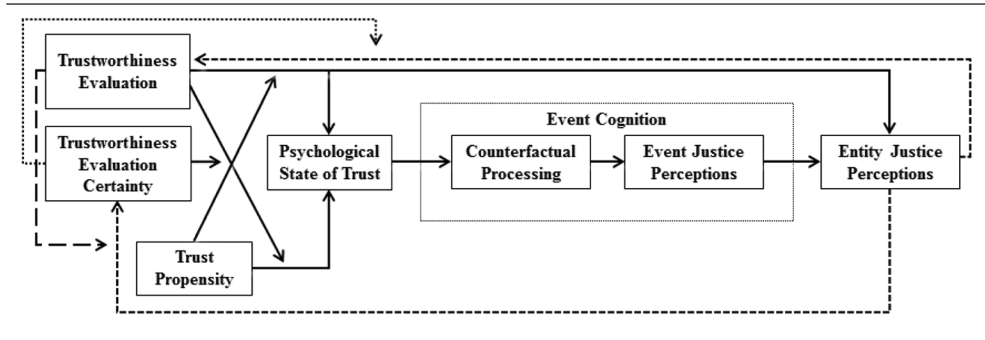 Trustworthiness
Evaluation
Trustworthiness
Evaluation
Certainty
Trust
Propensity
Psychological
State of Trust
Event Cognition
Counterfactual
Processing
Event Justice
Perceptions
Entity Justice
Perceptions